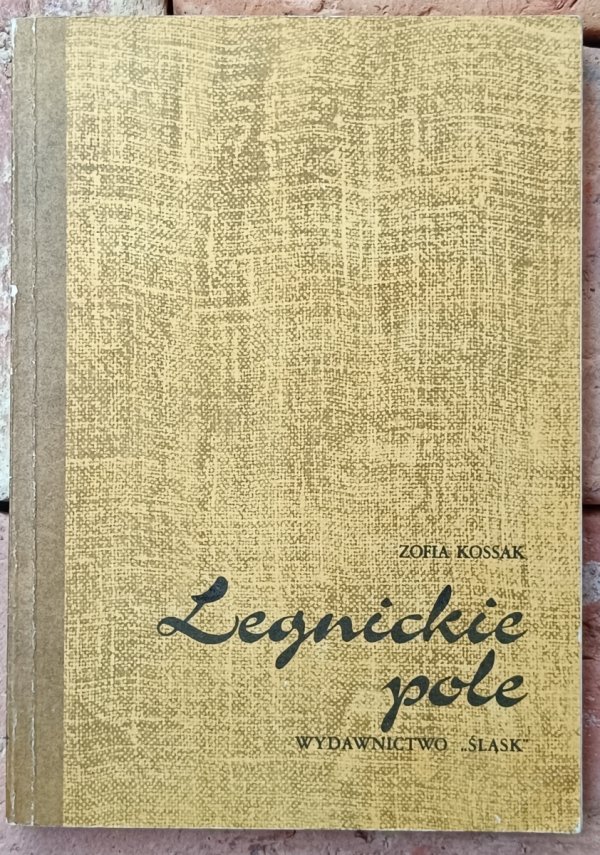 ZOFIA KOSSAK
Legnickie
pole
WYDAWNICTWO „ŚLĄSK"